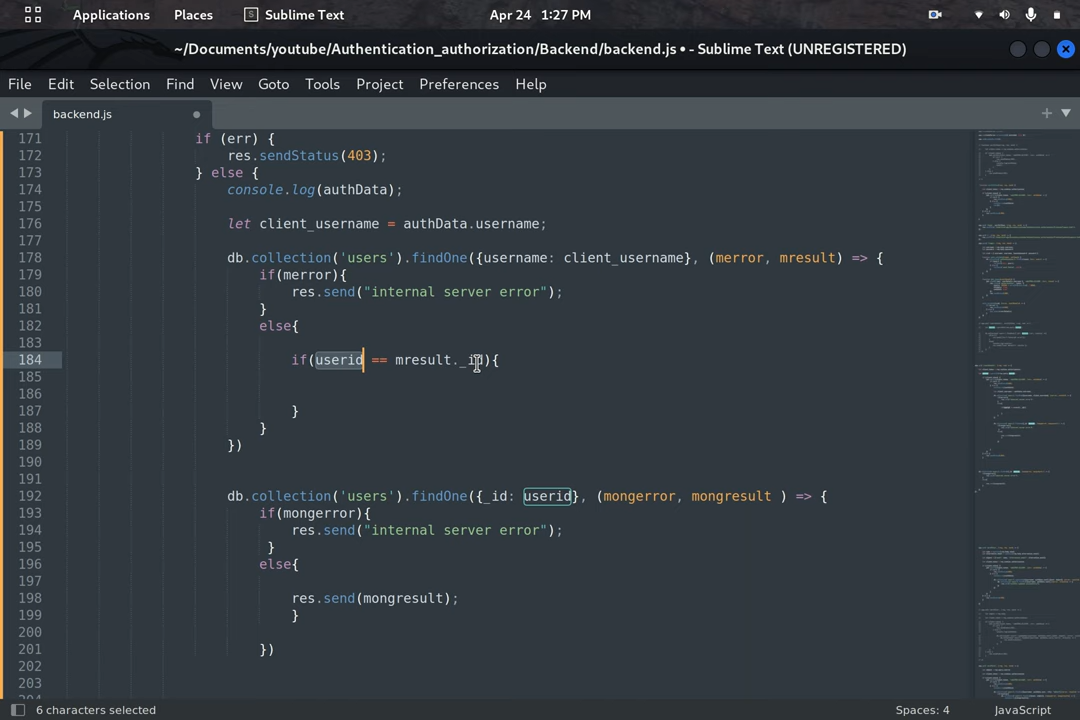 Applications Places Sublime Text Apr 24 1:27 PM
~/Documents/youtube/Authentication_authorization/Backend/backend.js • - Sublime Text (UNREGISTERED)
File Edit Selection Find View Goto Tools Project Preferences Help
backend.js
171 if (err) {
172 res.sendStatus(403);
173 } else {
174 console.log(authData);
175
176 let client_username = authData.username;
177
178 db.collection('users').findOne({username: client_username}, (merror, mresult) => {
179 if(merror){
180 res.send("internal server error");
181 }
182 else{
183
184 if(userid == mresult._id){
185
186
187 }
188 }
189 })
190
191
192 db.collection('users').findOne({_id: userid}, (mongerror, mongresult ) => {
193 if(mongerror){
194 res.send("internal server error");
195 }
196 else{
197
198 res.send(mongresult);
199 }
200
201 })
202
203
6 characters selected Spaces: 4 JavaScript